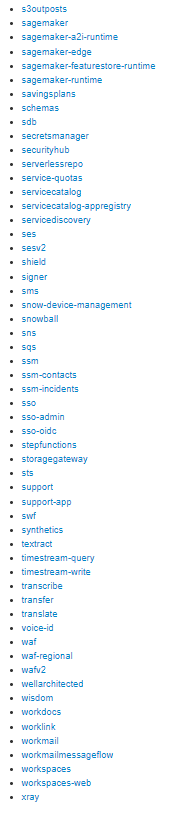 s3outposts
sagemaker
sagemaker-a2i-runtime
sagemaker-edge
sagemaker-featurestore-runtime
sagemaker-runtime
savingsplans
schemas
sdb
secretsmanager
securityhub
serverlessrepo
service-quotas
servicecatalog
servicecatalog-appregistry
servicediscovery
ses
sesv2
shield
signer
sms
snow-device-management
snowball
sns
sqs
ssm
ssm-contacts
ssm-incidents
sso
sso-admin
sso-oidc
stepfunctions
storagegateway
sts
support
support-app
swf
synthetics
textract
timestream-query
timestream-write
transcribe
transfer
translate
voice-id
waf
waf-regional
wafv2
wellarchitected
wisdom
workdocs
worklink
workmail
workmailmessageflow
workspaces
workspaces-web
xray